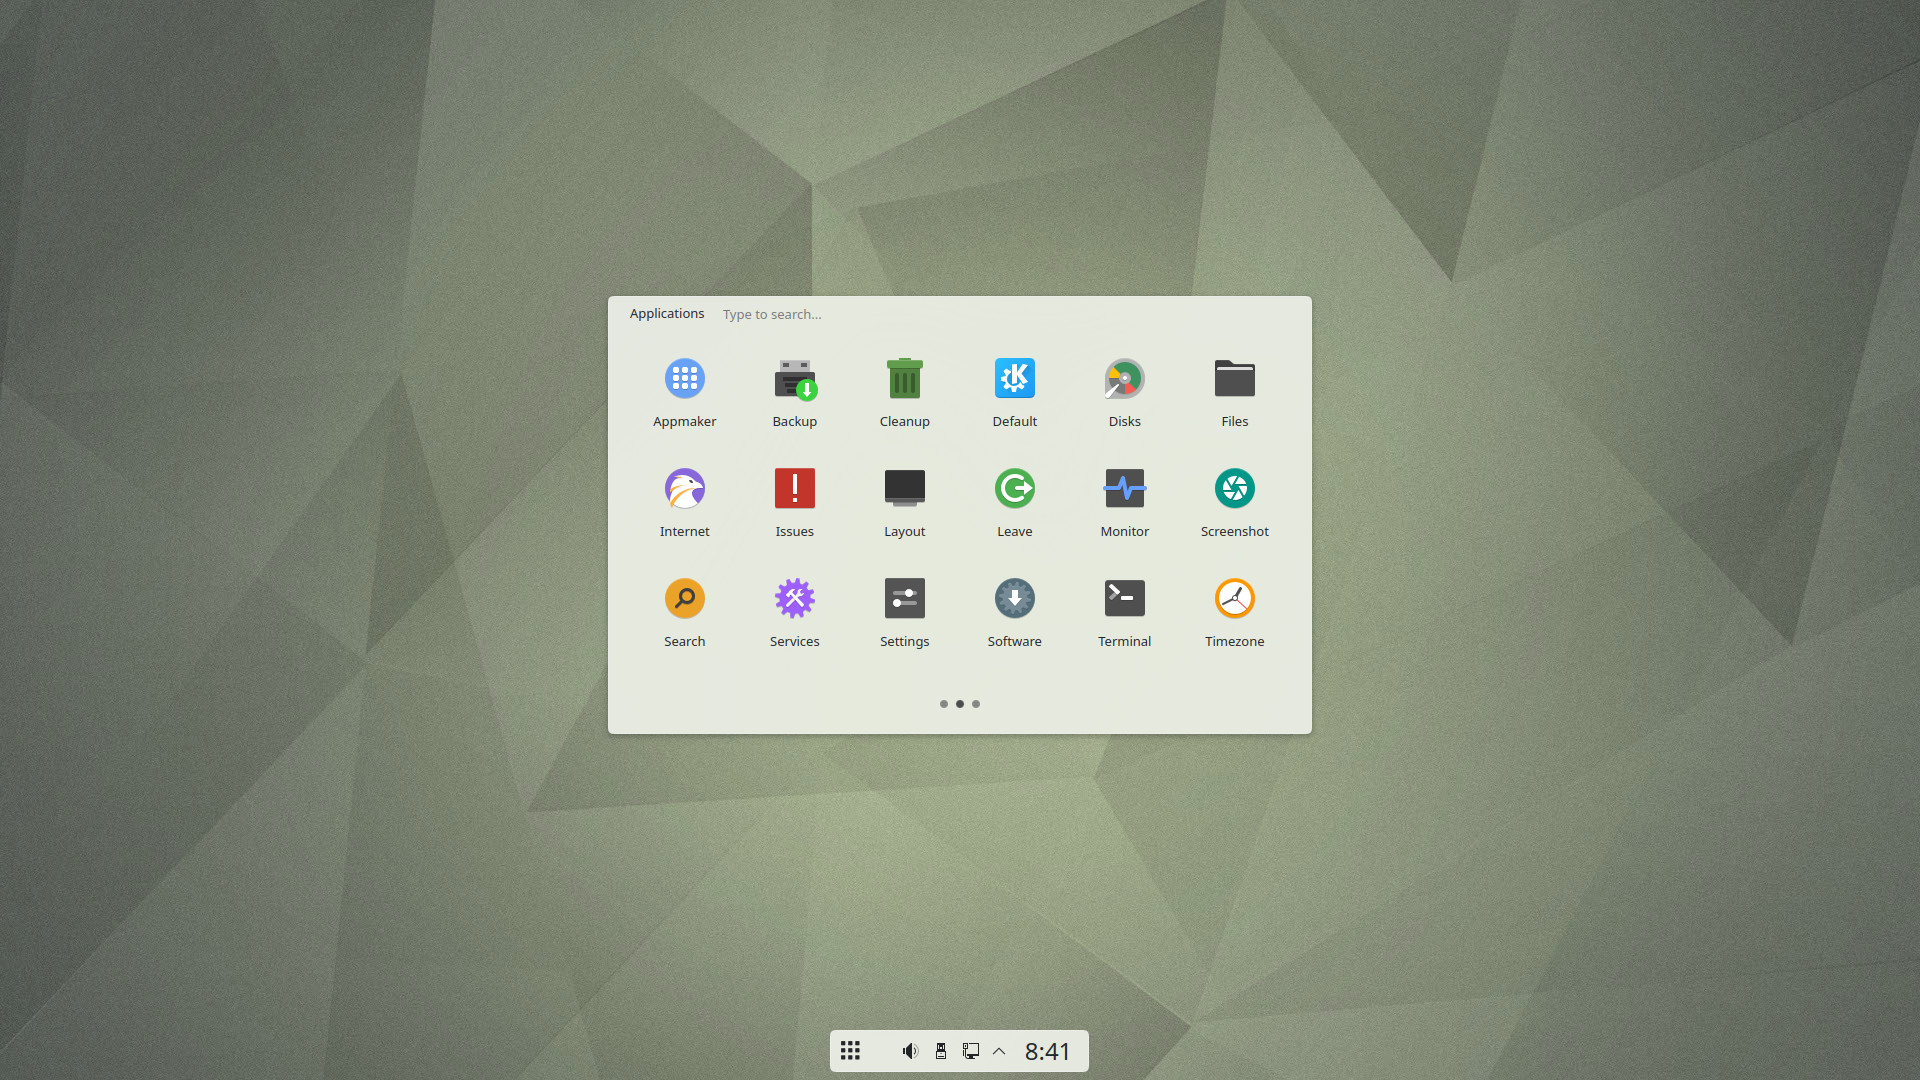 Applications Type to search...
Appmaker Backup Cleanup Default Disks Files
Internet Issues Layout Leave Monitor Screenshot
Search Services Settings Software Terminal Timezone
8:41